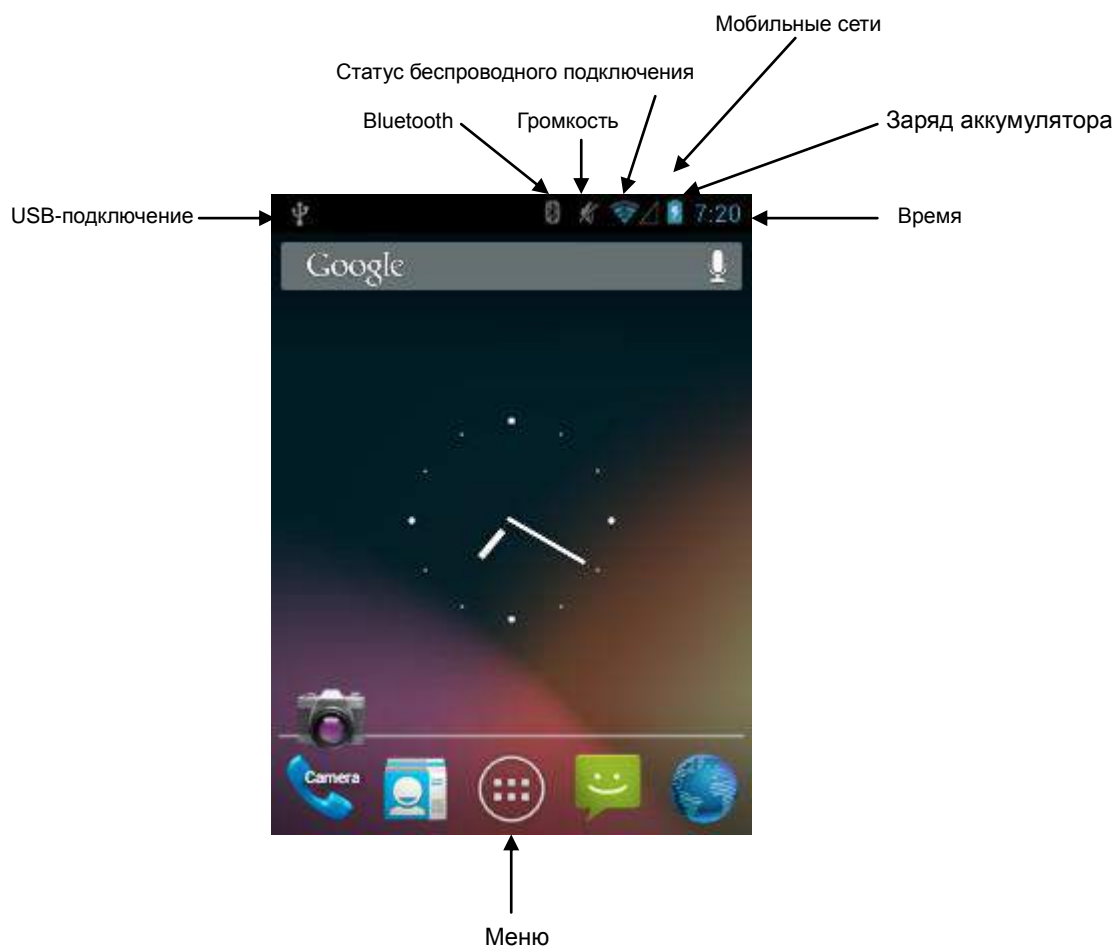 Мобильные сети
Статус беспроводного подключения
Bluetooth
Громкость
Заряд аккумулятора
USB-подключение
7:20
Время
Google
Camera
Меню